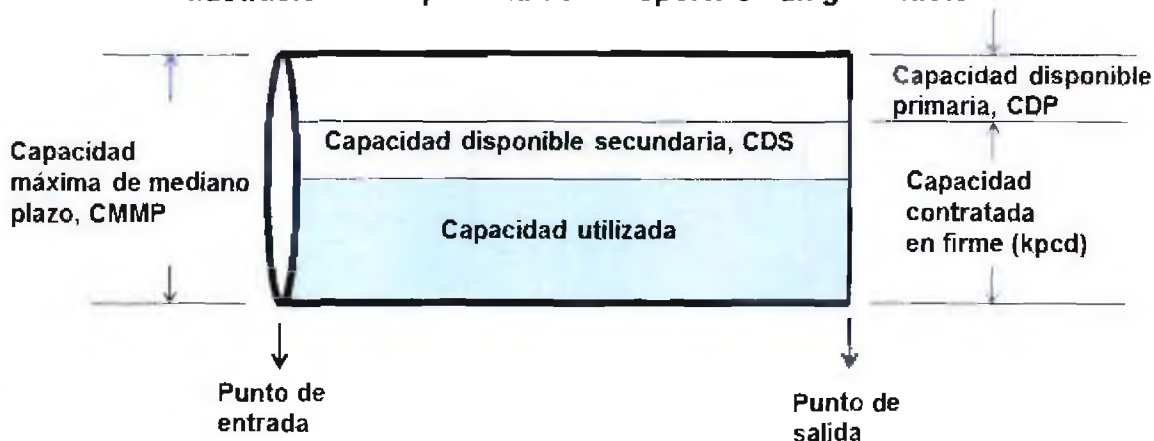 Capacidad disponible
primaria, CDP
Capacidad disponible secundaria, CDS
Capacidad
máxima de mediano
plazo, CMMP
Capacidad
contratada
en firme (kpcd)
Capacidad utilizada
Punto de
entrada
Punto de
salida